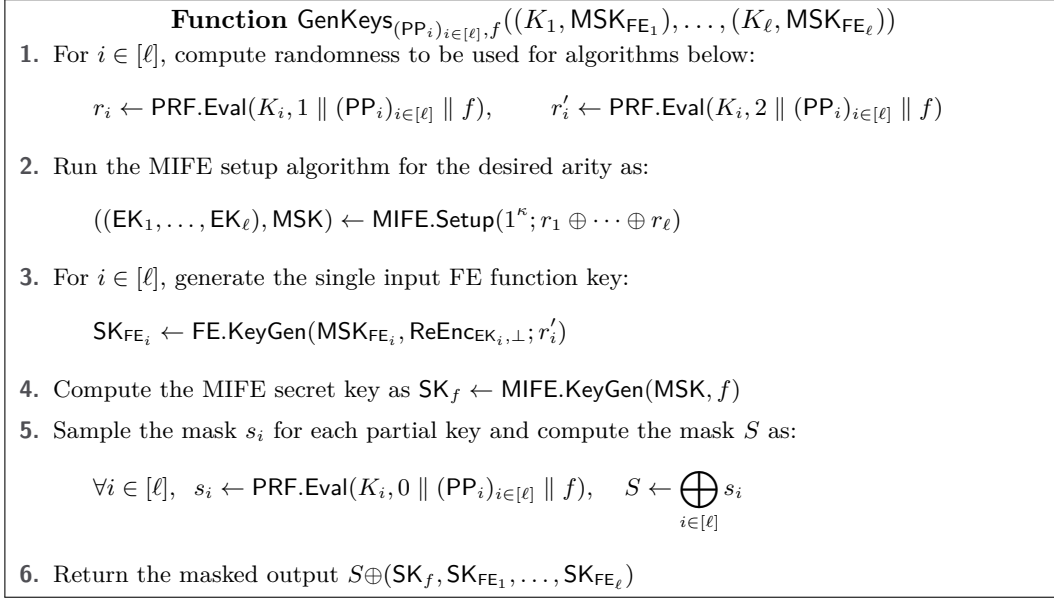 Function GenKeys_{(PP_i)_{i∈[ℓ]},f}((K_1, MSK_{FE_1}), . . . , (K_ℓ, MSK_{FE_ℓ}))
1. For i ∈ [ℓ], compute randomness to be used for algorithms below:
r_i ← PRF.Eval(K_i, 1 ∥ (PP_i)_{i∈[ℓ]} ∥ f), r′_i ← PRF.Eval(K_i, 2 ∥ (PP_i)_{i∈[ℓ]} ∥ f)
2. Run the MIFE setup algorithm for the desired arity as:
((EK_1, . . . , EK_ℓ), MSK) ← MIFE.Setup(1^κ; r_1 ⊕ · · · ⊕ r_ℓ)
3. For i ∈ [ℓ], generate the single input FE function key:
SK_{FE_i} ← FE.KeyGen(MSK_{FE_i}, ReEnc_{EK_i,⊥}; r′_i)
4. Compute the MIFE secret key as SK_f ← MIFE.KeyGen(MSK, f)
5. Sample the mask s_i for each partial key and compute the mask S as:
∀i ∈ [ℓ], s_i ← PRF.Eval(K_i, 0 ∥ (PP_i)_{i∈[ℓ]} ∥ f), S ← ⨁_{i∈[ℓ]} s_i
6. Return the masked output S⊕(SK_f, SK_{FE_1}, . . . , SK_{FE_ℓ})